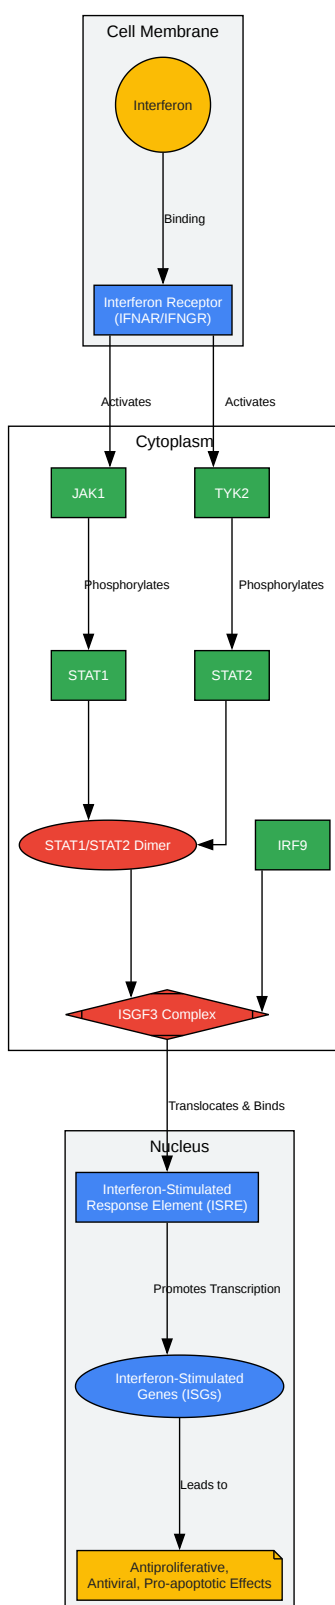 Cell Membrane
Interferon
Binding
Interferon Receptor
(IFNAR/IFNGR)
Activates
Activates
Cytoplasm
JAK1
TYK2
Phosphorylates
Phosphorylates
STAT1
STAT2
STAT1/STAT2 Dimer
IRF9
ISGF3 Complex
Translocates & Binds
Nucleus
Interferon-Stimulated
Response Element (ISRE)
Promotes Transcription
Interferon-Stimulated
Genes (ISGs)
Leads to
Antiproliferative,
Antiviral, Pro-apoptotic Effects